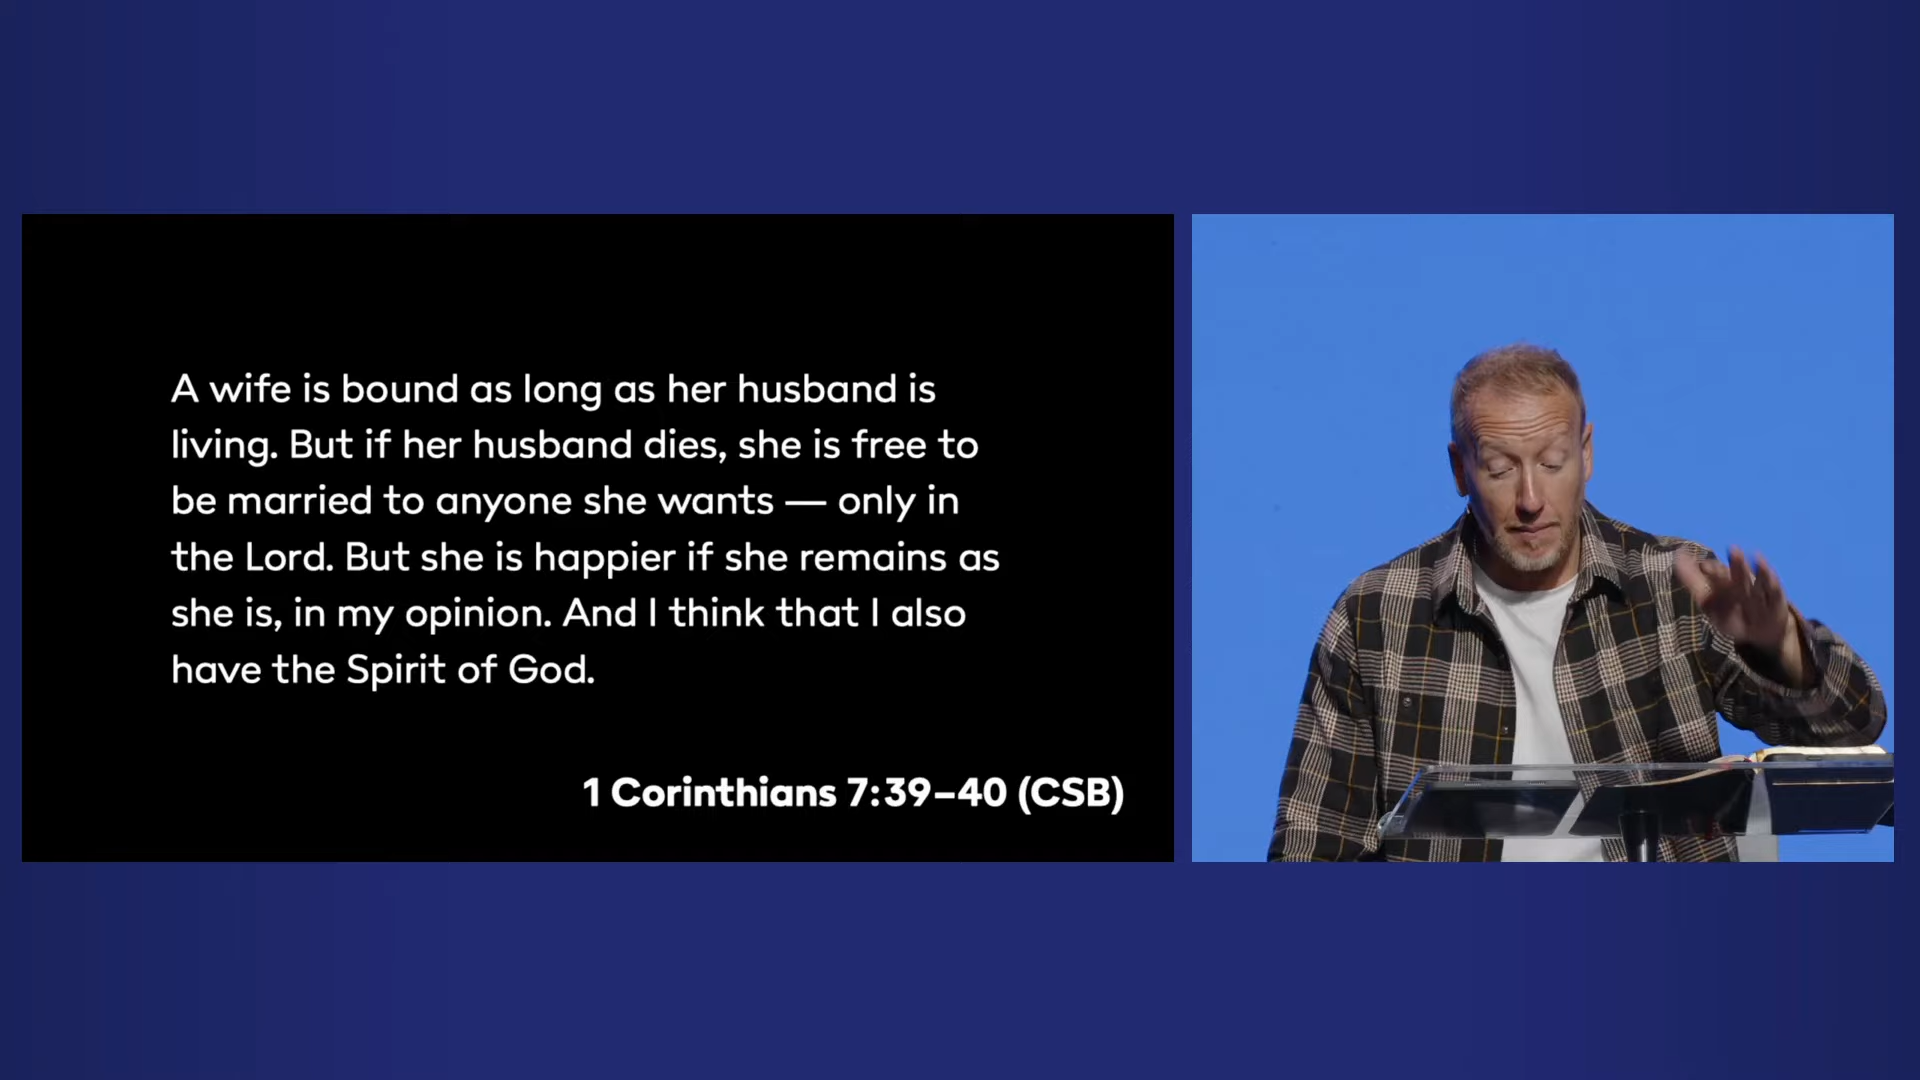 A wife is bound as long as her husband is
living. But if her husband dies, she is free to
be married to anyone she wants — only in
the Lord. But she is happier if she remains as
she is, in my opinion. And I think that I also
have the Spirit of God.
1 Corinthians 7:39–40 (CSB)